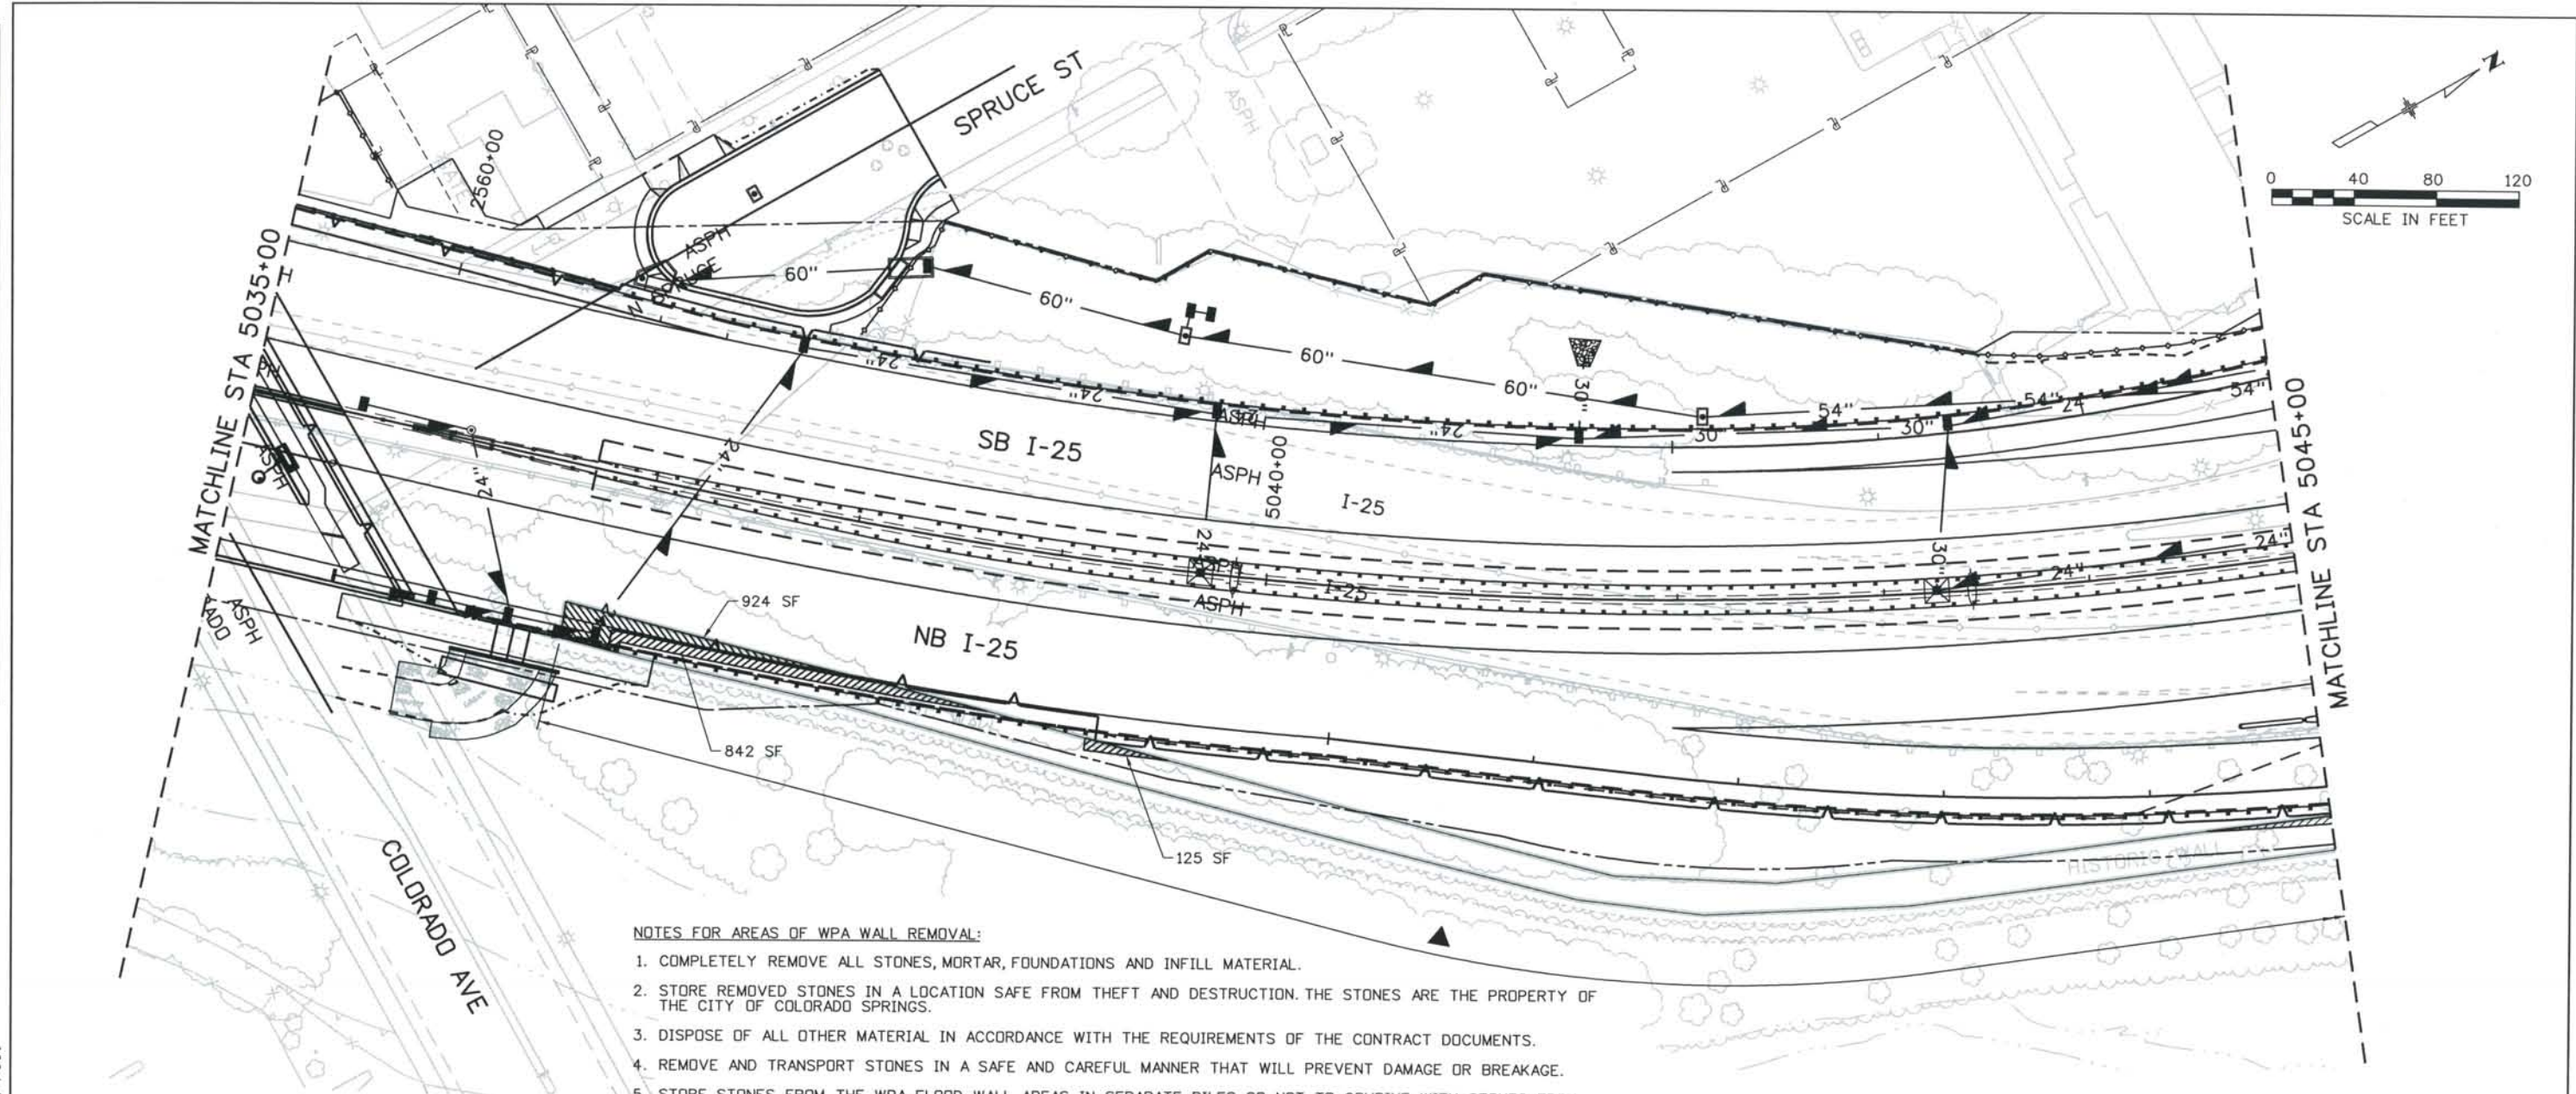 SPRUCE ST
ASPH
N
0 40 80 120
SCALE IN FEET
2560+00
MATCHLINE STA 5035+00
ASPH
N SPRUCE
60"
60"
60"
60"
54"
54"
54"
24"
24"
24"
24
30"
30"
30"
SB I-25
ASPH
5040+00
I-25
24"
24"
24"
30"
24"
24"
I-25
ASPH
ASPH
MATCHLINE STA 5045+00
924 SF
NB I-25
842 SF
125 SF
HISTORIC WALL
ASPH
COLORADO AVE
NOTES FOR AREAS OF WPA WALL REMOVAL:
1. COMPLETELY REMOVE ALL STONES, MORTAR, FOUNDATIONS AND INFILL MATERIAL.
2. STORE REMOVED STONES IN A LOCATION SAFE FROM THEFT AND DESTRUCTION. THE STONES ARE THE PROPERTY OF
THE CITY OF COLORADO SPRINGS.
3. DISPOSE OF ALL OTHER MATERIAL IN ACCORDANCE WITH THE REQUIREMENTS OF THE CONTRACT DOCUMENTS.
4. REMOVE AND TRANSPORT STONES IN A SAFE AND CAREFUL MANNER THAT WILL PREVENT DAMAGE OR BREAKAGE.